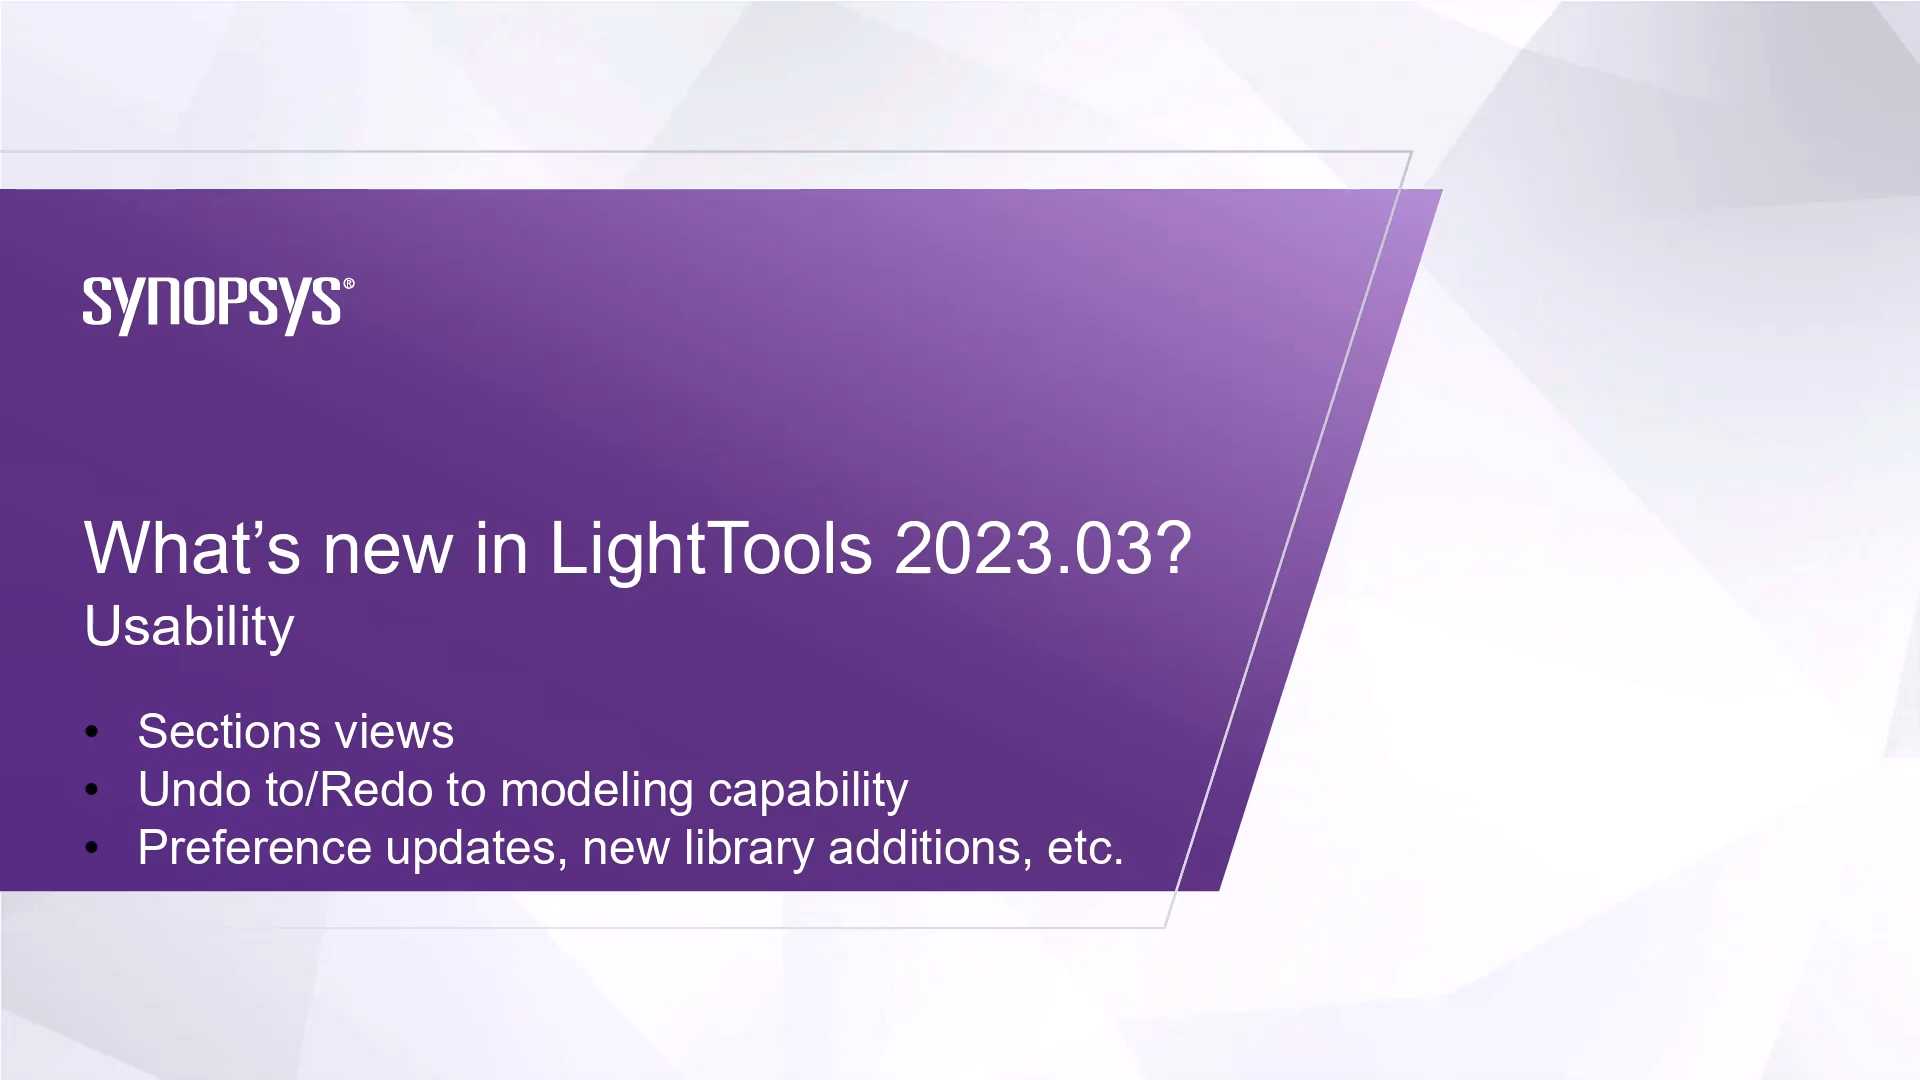 SYNOPSYS®
What’s new in LightTools 2023.03?
Usability
• Sections views
• Undo to/Redo to modeling capability
• Preference updates, new library additions, etc.